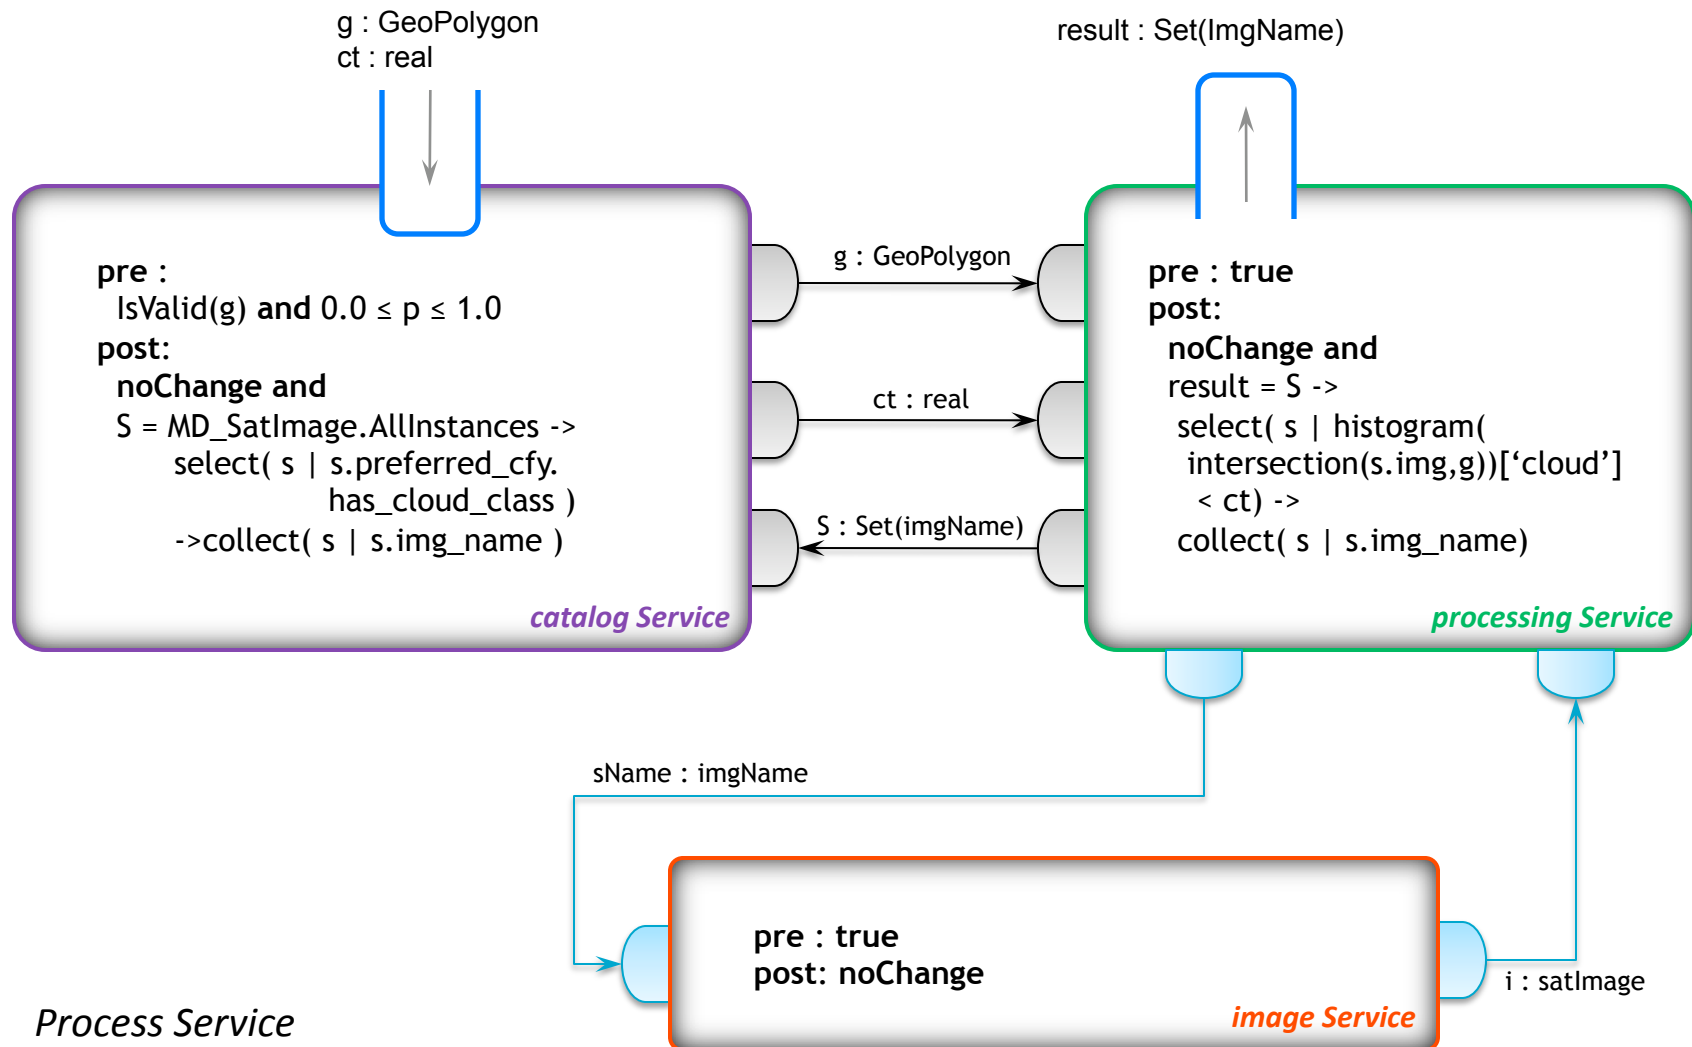 g : GeoPolygon
ct : real
result : Set(ImgName)
pre :
IsValid(g) and 0.0 ≤ p ≤ 1.0
post:
noChange and
S = MD_SatImage.AllInstances ->
select( s | s.preferred_cfy.
has_cloud_class )
->collect( s | s.img_name )
catalog Service
g : GeoPolygon
ct : real
S : Set(imgName)
pre : true
post:
noChange and
result = S ->
select( s | histogram(
intersection(s.img,g))[‘cloud’]
< ct) ->
collect( s | s.img_name)
processing Service
sName : imgName
pre : true
post: noChange
image Service
i : satImage
Process Service